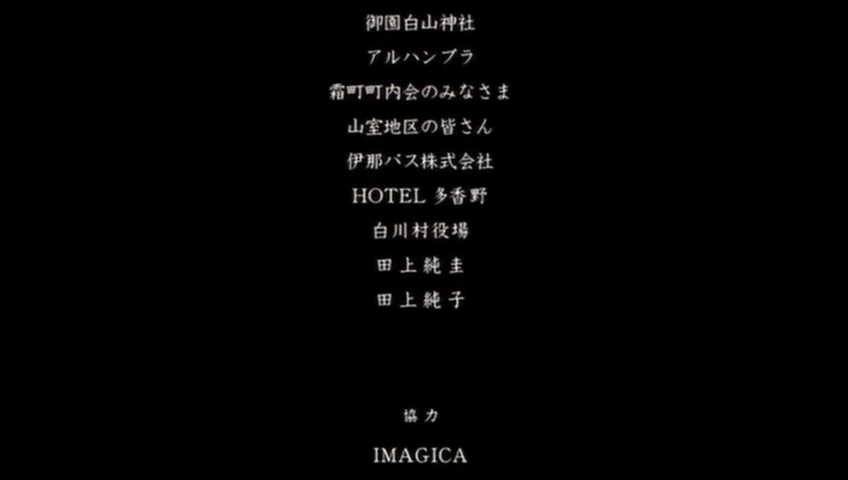 御園白山神社
アルハンブラ
霜町町内会のみなさま
山室地区の皆さん
伊那バス株式会社
HOTEL 多香野
白川村役場
田上純圭
田上純子
協力
IMAGICA